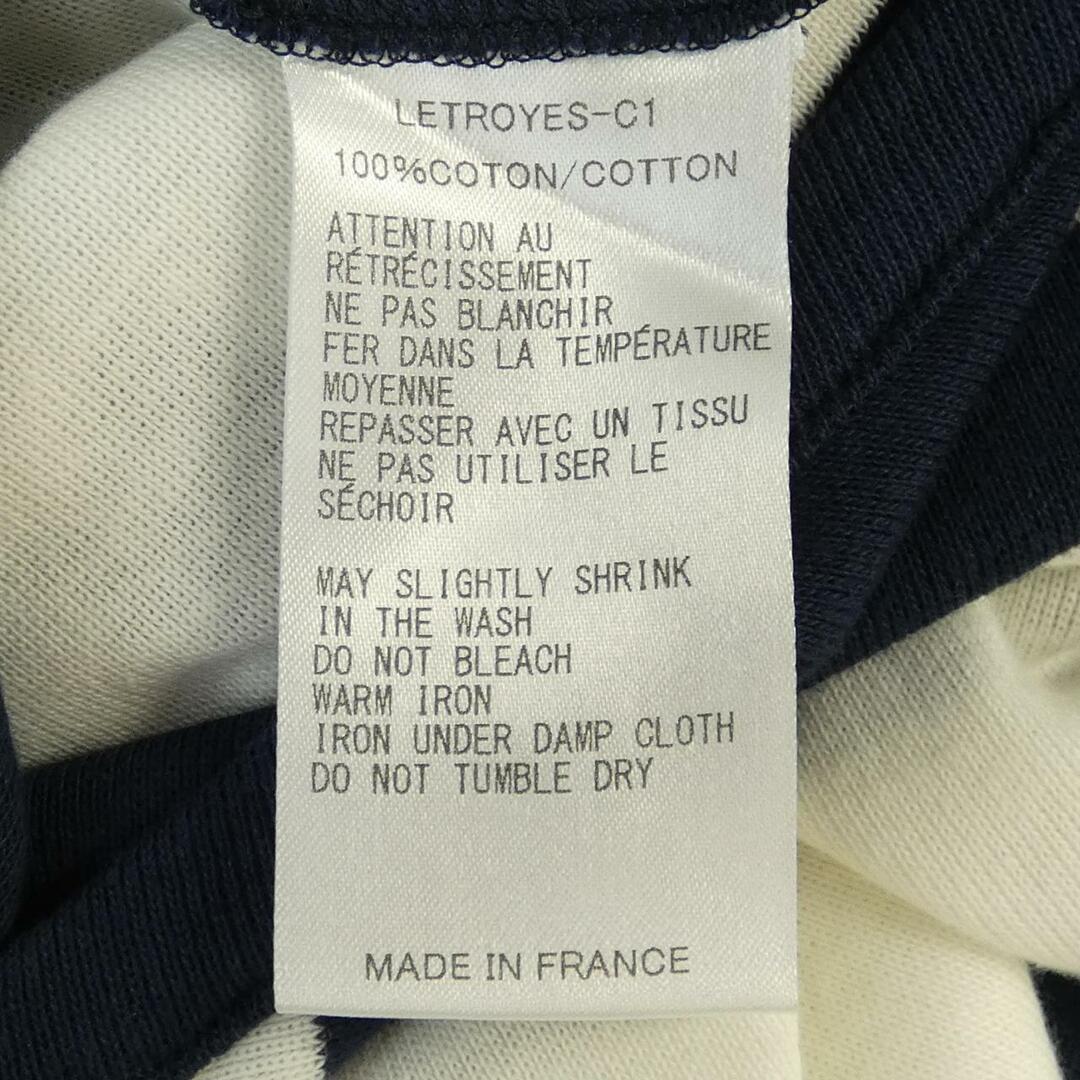 LETROYES-C1
100%COTON/COTTON
ATTENTION AU
RÉTRÉCISSEMENT
NE PAS BLANCHIR
FER DANS LA TEMPÉRATURE
MOYENNE
REPASSER AVEC UN TISSU
NE PAS UTILISER LE
SÉCHOIR
MAY SLIGHTLY SHRINK
IN THE WASH
DO NOT BLEACH
WARM IRON
IRON UNDER DAMP CLOTH
DO NOT TUMBLE DRY
MADE IN FRANCE